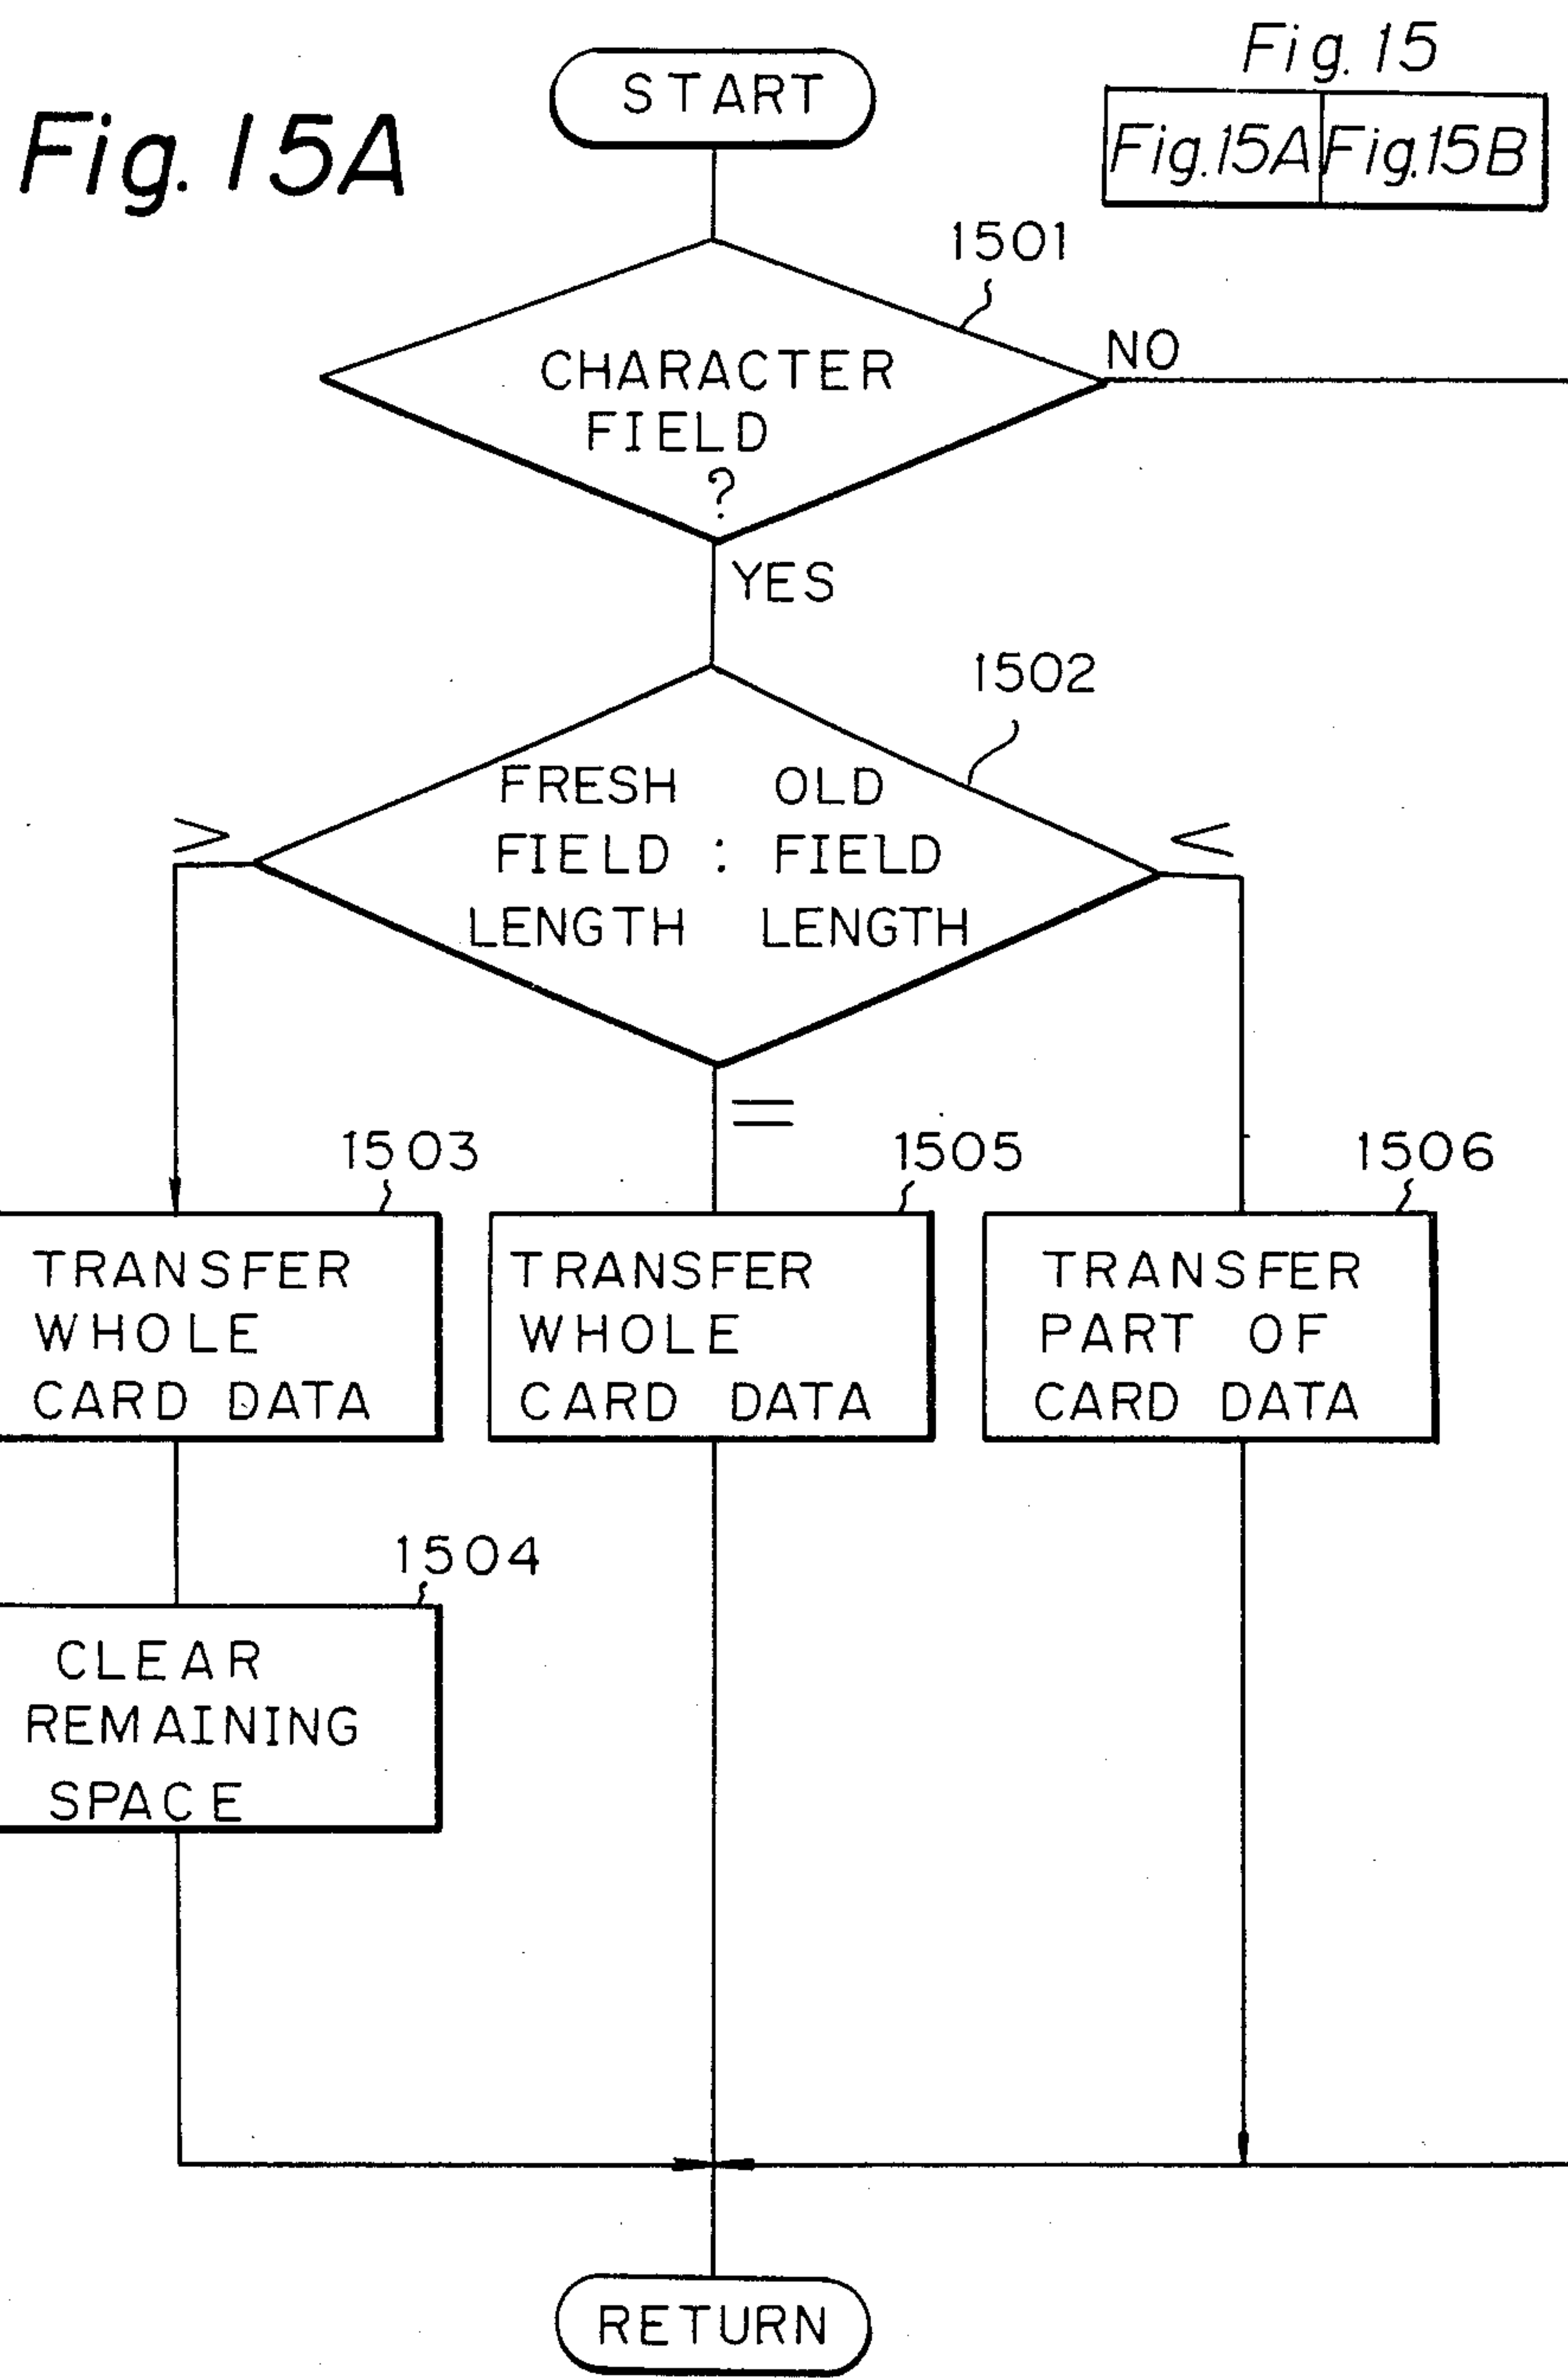 Fig. 15A
START
Fig. 15
Fig. 15A Fig. 15B
1501
CHARACTER
FIELD
?
NO
YES
1502
FRESH OLD
FIELD : FIELD
LENGTH LENGTH
>
<
=
1503
TRANSFER
WHOLE
CARD DATA
1505
TRANSFER
WHOLE
CARD DATA
1506
TRANSFER
PART OF
CARD DATA
1504
CLEAR
REMAINING
SPACE
RETURN